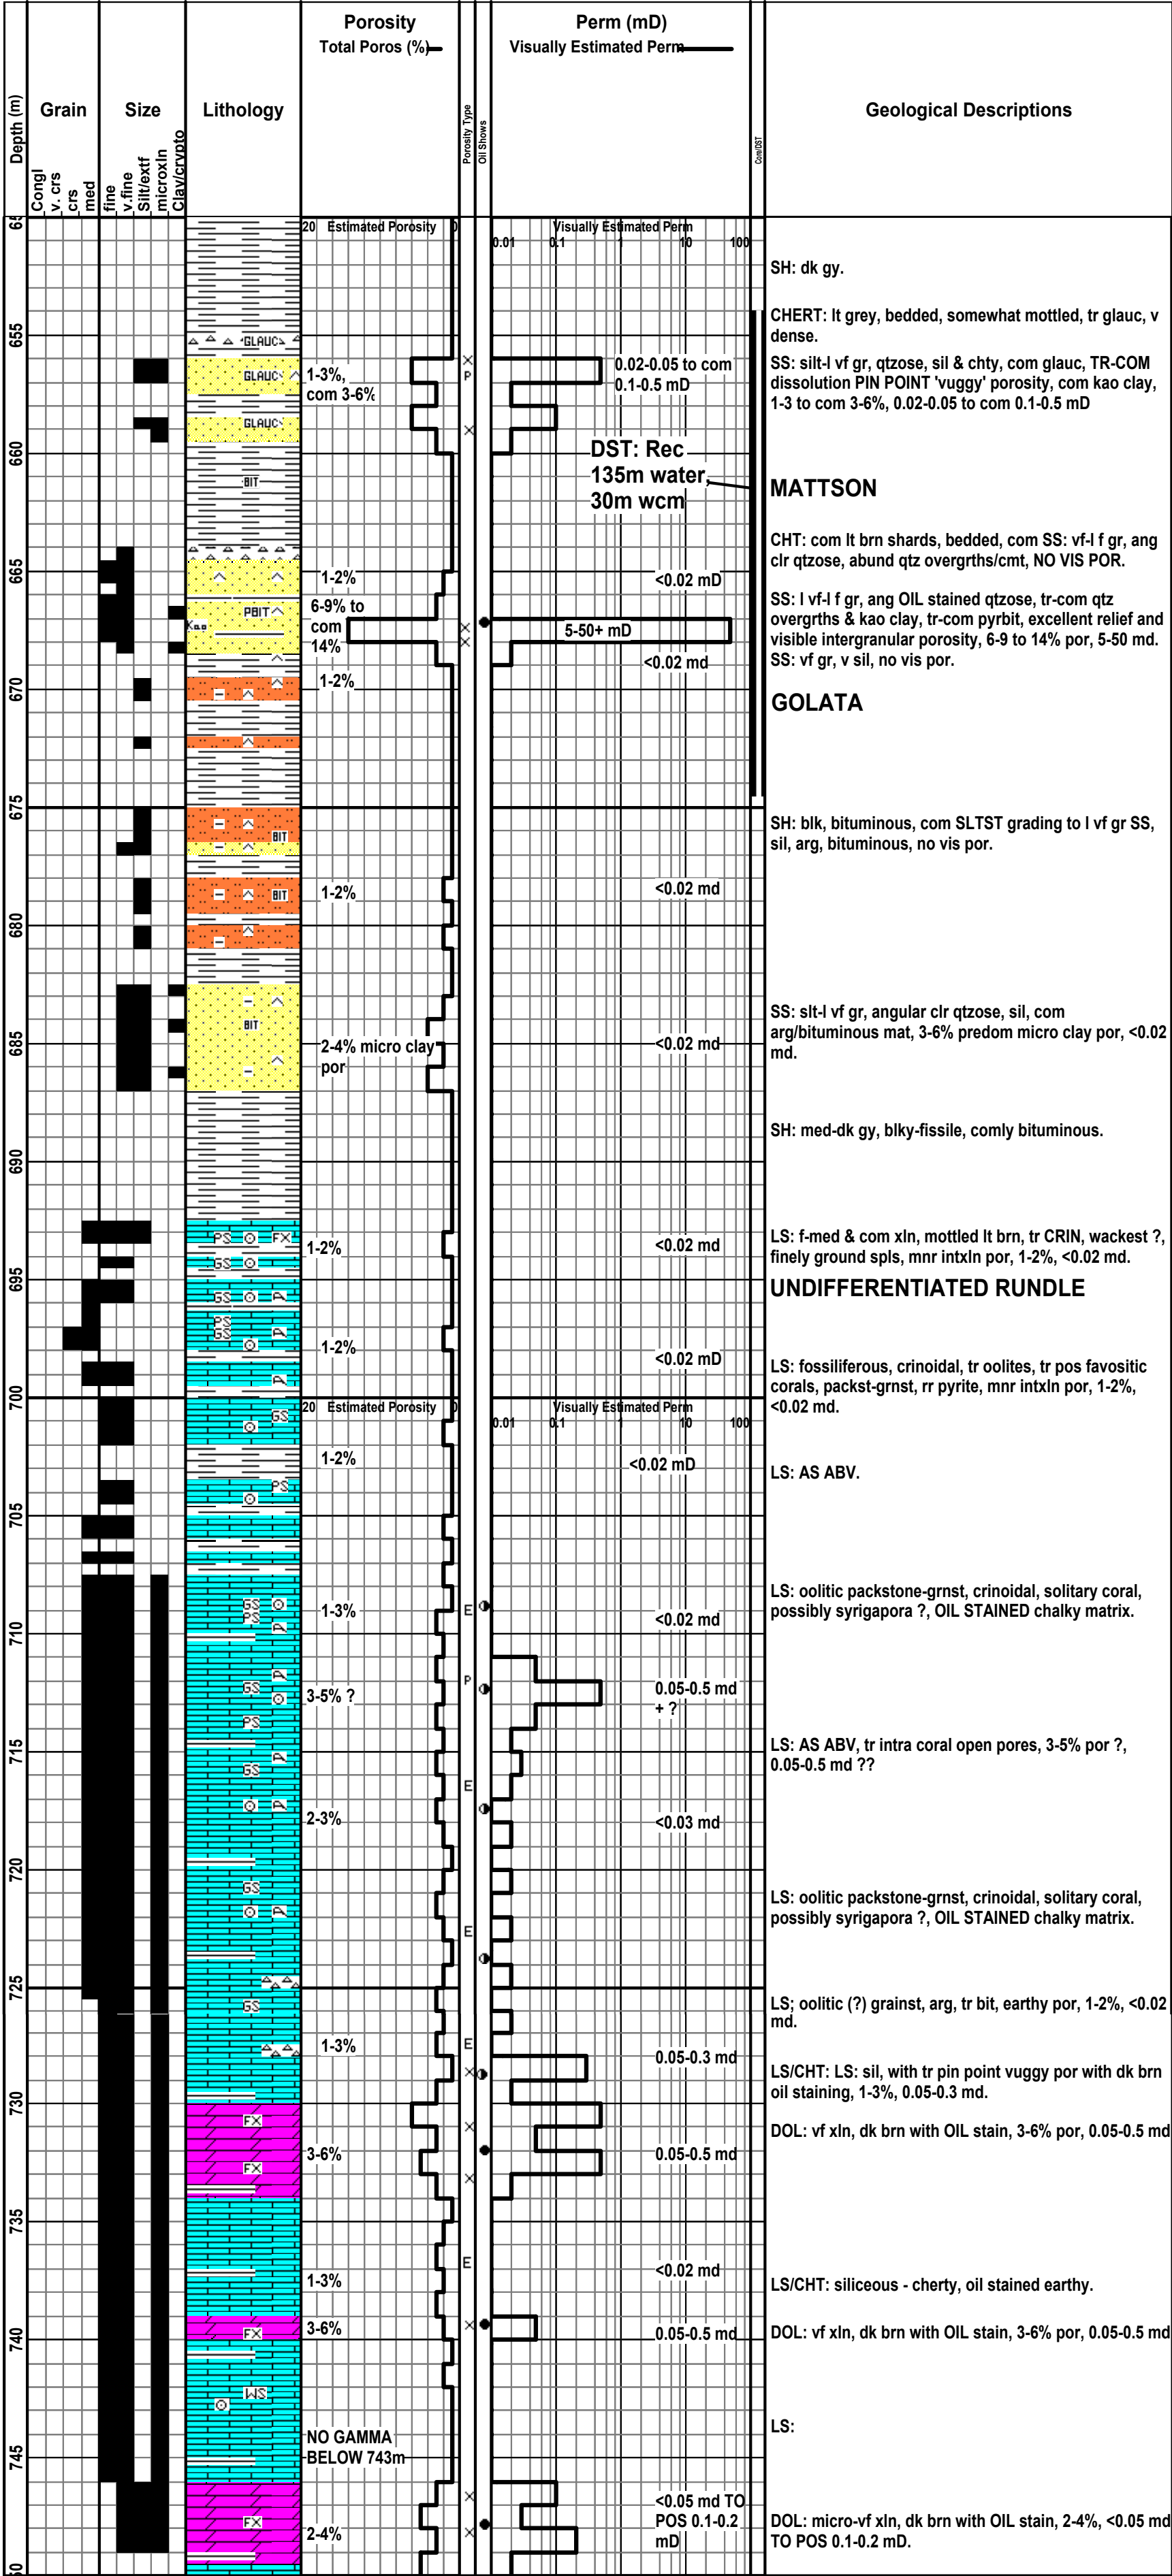 Porosity
Total Poros (%)
Perm (mD)
Visually Estimated Perm
Depth (m)
Grain Size
Lithology
Porosity Type
Oil Shows
Core/DST
Geological Descriptions
Congl
v. crs
crs
med
fine
v.fine
Silt/extf
microxln
Clay/crypto
20 Estimated Porosity 0
Visually Estimated Perm
0.01 0.1 1 10 100
SH: dk gy.
655
GLAUC
CHERT: lt grey, bedded, somewhat mottled, tr glauc, v
dense.
GLAUC
1-3%,
com 3-6%
X
P
0.02-0.05 to com
0.1-0.5 mD
SS: silt-l vf gr, qtzose, sil & chty, com glauc, TR-COM
dissolution PIN POINT 'vuggy' porosity, com kao clay,
1-3 to com 3-6%, 0.02-0.05 to com 0.1-0.5 mD
GLAUC
X
660
DST: Rec
135m water,
30m wcm
BIT
MATTSON
CHT: com lt brn shards, bedded, com SS: vf-l f gr, ang
clr qtzose, abund qtz overgrths/cmt, NO VIS POR.
665
1-2%
<0.02 mD
PBIT
6-9% to
com
14%
X
X
5-50+ mD
SS: l vf-l f gr, ang OIL stained qtzose, tr-com qtz
overgrths & kao clay, tr-com pyrbit, excellent relief and
visible intergranular porosity, 6-9 to 14% por, 5-50 md.
SS: vf gr, v sil, no vis por.
<0.02 md
670
1-2%
GOLATA
675
BIT
SH: blk, bituminous, com SLTST grading to l vf gr SS,
sil, arg, bituminous, no vis por.
BIT
1-2%
<0.02 md
680
SS: slt-l vf gr, angular clr qtzose, sil, com
arg/bituminous mat, 3-6% predom micro clay por, <0.02
md.
BIT
685
2-4% micro clay
por
<0.02 md
SH: med-dk gy, blky-fissile, comly bituminous.
690
PS FX
1-2%
<0.02 md
LS: f-med & com xln, mottled lt brn, tr CRIN, wackest ?,
finely ground spls, mnr intxln por, 1-2%, <0.02 md.
GS
695
UNDIFFERENTIATED RUNDLE
GS
PS
GS
1-2%
<0.02 mD
LS: fossiliferous, crinoidal, tr oolites, tr pos favositic
corals, packst-grnst, rr pyrite, mnr intxln por, 1-2%,
<0.02 md.
700
20 Estimated Porosity 0
Visually Estimated Perm
0.01 0.1 1 10 100
GS
1-2%
<0.02 mD
LS: AS ABV.
PS
705
GS
PS
1-3%
E
<0.02 md
LS: oolitic packstone-grnst, crinoidal, solitary coral,
possibly syrigapora ?, OIL STAINED chalky matrix.
710
GS
3-5% ?
P
0.05-0.5 md
+ ?
PS
715
GS
LS: AS ABV, tr intra coral open pores, 3-5% por ?,
0.05-0.5 md ??
E
2-3%
<0.03 md
720
GS
LS: oolitic packstone-grnst, crinoidal, solitary coral,
possibly syrigapora ?, OIL STAINED chalky matrix.
E
725
GS
LS; oolitic (?) grainst, arg, tr bit, earthy por, 1-2%, <0.02
md.
1-3%
E
X
0.05-0.3 md
LS/CHT: LS: sil, with tr pin point vuggy por with dk brn
oil staining, 1-3%, 0.05-0.3 md.
730
FX
X
DOL: vf xln, dk brn with OIL stain, 3-6% por, 0.05-0.5 md
3-6%
0.05-0.5 md
FX
X
735
E
1-3%
<0.02 md
LS/CHT: siliceous - cherty, oil stained earthy.
3-6%
X
FX
0.05-0.5 md
DOL: vf xln, dk brn with OIL stain, 3-6% por, 0.05-0.5 md
740
WS
NO GAMMA
BELOW 743m
LS:
745
X
<0.05 md TO
POS 0.1-0.2
mD
FX
2-4%
X
DOL: micro-vf xln, dk brn with OIL stain, 2-4%, <0.05 md
TO POS 0.1-0.2 mD.